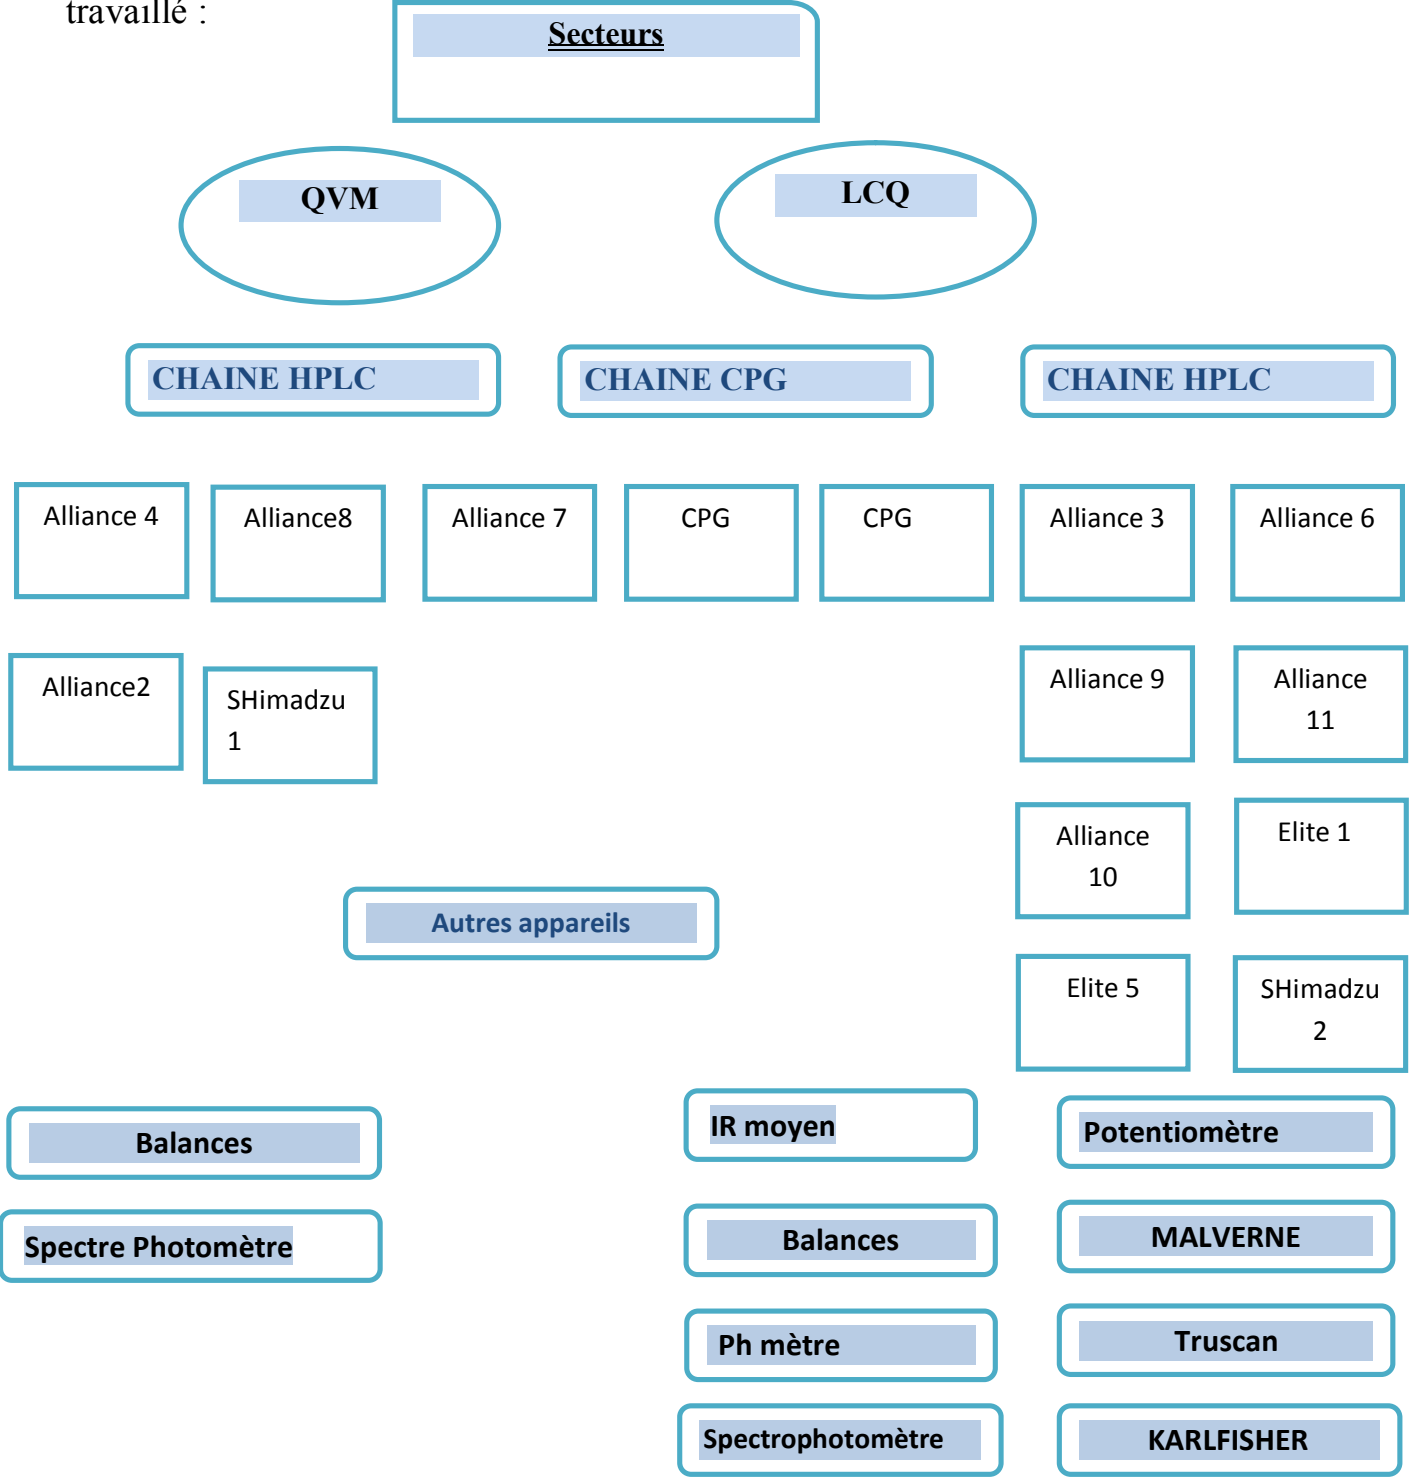 travaillé :
Secteurs
QVM
LCQ
CHAINE HPLC
CHAINE CPG
CHAINE HPLC
Alliance 4
Alliance8
Alliance 7
CPG
CPG
Alliance 3
Alliance 6
Alliance2
SHimadzu
1
Alliance 9
Alliance
11
Alliance
10
Elite 1
Autres appareils
Elite 5
SHimadzu
2
Balances
Spectre Photomètre
IR moyen
Potentiomètre
Balances
MALVERNE
Ph mètre
Truscan
Spectrophotomètre
KARLFISHER